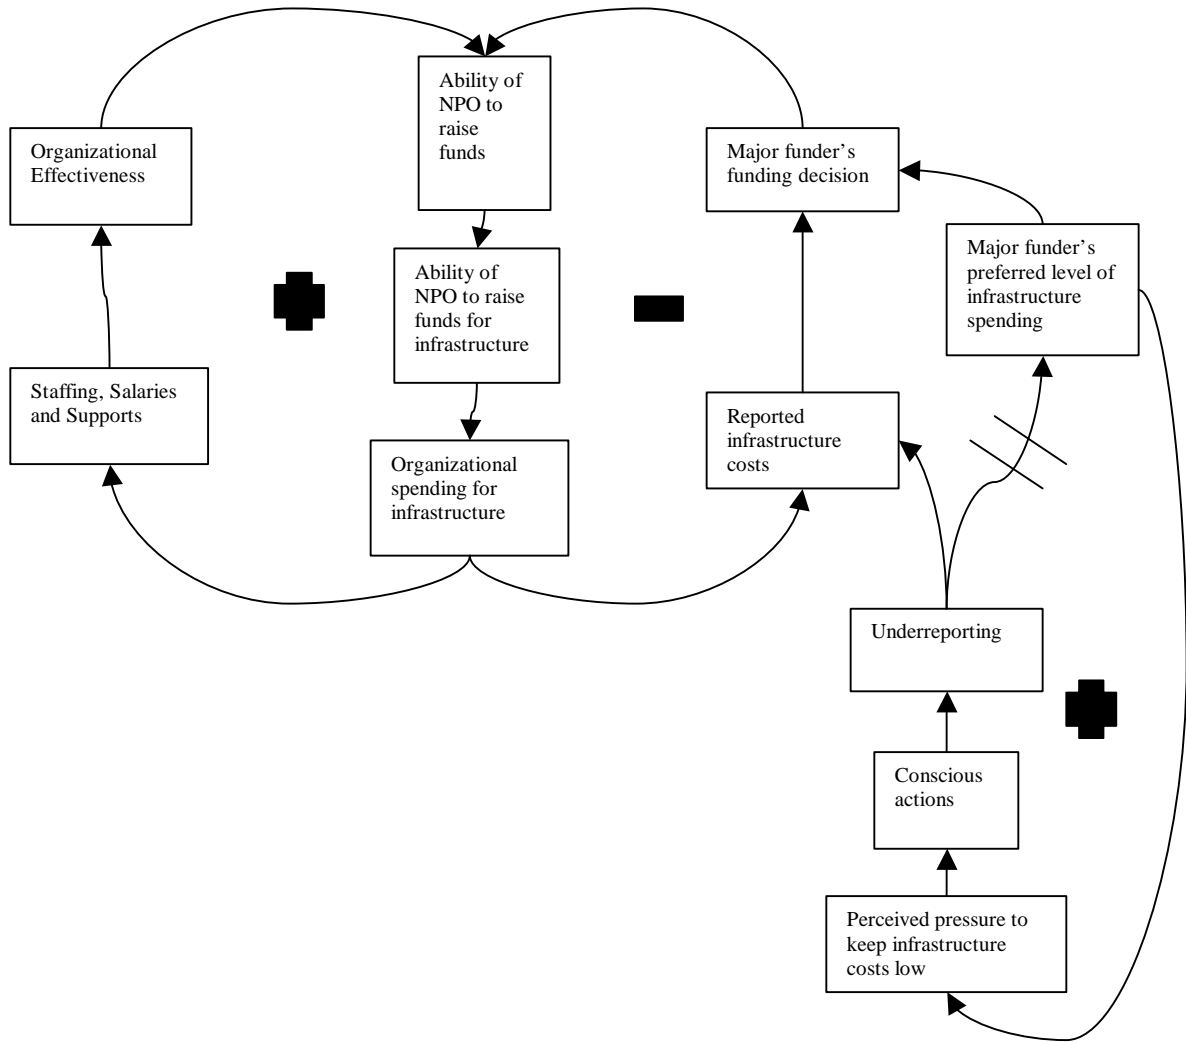 Ability of
NPO to
raise
funds
Organizational
Effectiveness
Major funder’s
funding decision
Major funder’s
preferred level of
infrastructure
spending
Ability of
NPO to raise
funds for
infrastructure
Staffing, Salaries
and Supports
Reported
infrastructure
costs
Organizational
spending for
infrastructure
Underreporting
Conscious
actions
Perceived pressure to
keep infrastructure
costs low